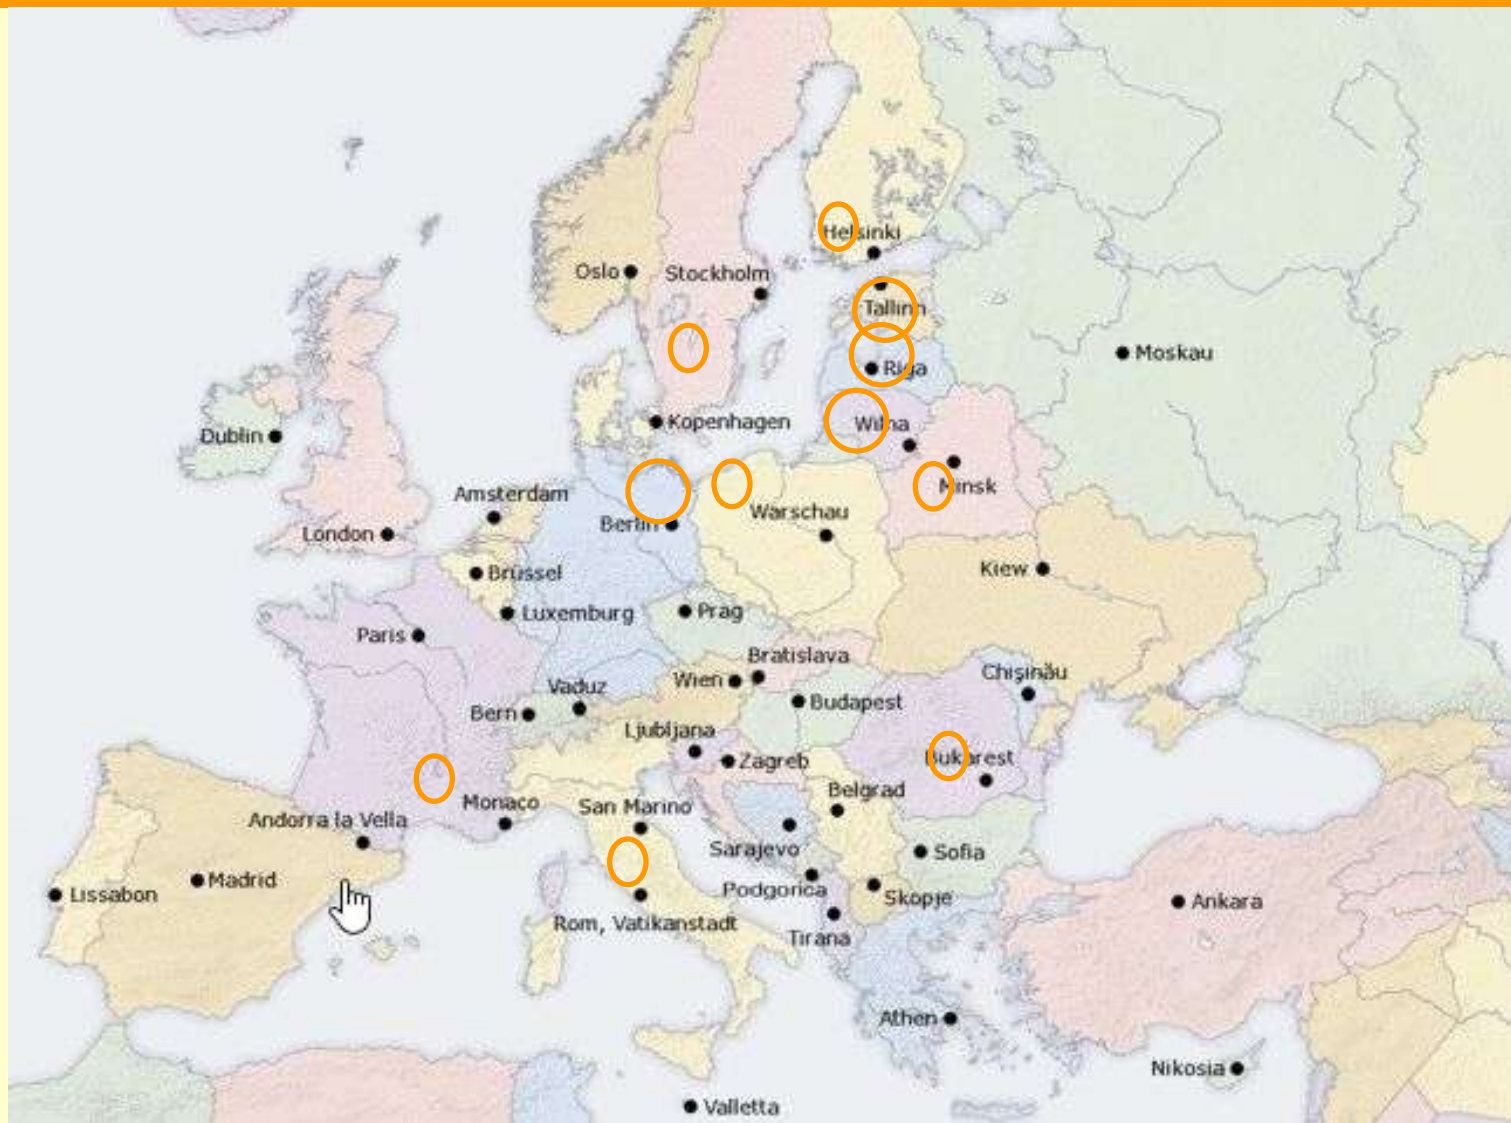 Helsinki
Oslo
Stockholm
Tallinn
Moskau
Riga
Kopenhagen
Wilna
Dublin
Minsk
Amsterdam
Warschau
Berlin
London
Kiew
Brüssel
Luxemburg
Prag
Paris
Bratislava
Chişinău
Wien
Vaduz
Budapest
Bern
Ljubljana
Zagreb
Bukarest
Belgrad
Monaco
San Marino
Andorra la Vella
Sarajevo
Sofia
Madrid
Podgorica
Lissabon
Skopje
Ankara
Rom, Vatikanstadt
Tirana
Athen
Nikosia
Valletta